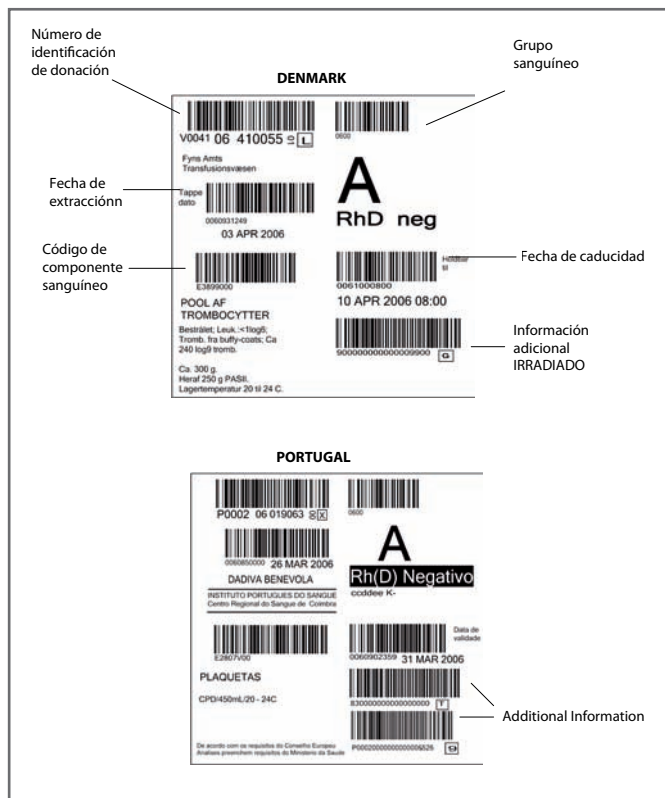 Número de
identificación
de donación
Grupo
sanguíneo
DENMARK
V0041 06 410055 10 L
0600
Fyns Amts
Transfusionsvæsen
A
RhD neg
Fecha de
extracciónn
Tappe
dato
0060931249
03 APR 2006
Código de
componente
sanguíneo
E3899000
Holdbar
til
0061000800
10 APR 2006 08:00
Fecha de caducidad
POOL AF
TROMBOCYTTER
Bestrålet; Leuk.:<1log6;
Tromb. fra buffy-coats; Ca
240 log9 tromb.
Ca. 300 g.
Heraf 250 g PASII.
Lagertemperatur 20 til 24 C.
900000000000009900 G
Información
adicional
IRRADIADO
PORTUGAL
P0002 06 019063 X
0600
0060850000 26 MAR 2006
DADIVA BENEVOLA
INSTITUTO PORTUGUES DO SANGUE
Centro Regional do Sangue de Coimbra
A
Rh(D) Negativo
ccddee K-
E2807V00
Data de
validade
0060902359 31 MAR 2006
PLAQUETAS
CPD/450mL/20 - 24C
T
Additional Information
De acordo com os requisitos do Conselho Europeu
Analises preenchem requisitos do Ministerio da Saude